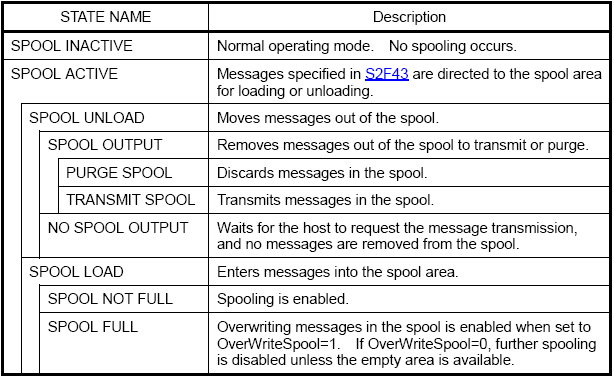 STATE NAME Description
SPOOL INACTIVE Normal operating mode. No spooling occurs.
SPOOL ACTIVE Messages specified in S2F43 are directed to the spool area
for loading or unloading.
SPOOL UNLOAD Moves messages out of the spool.
SPOOL OUTPUT Removes messages out of the spool to transmit or purge.
PURGE SPOOL Discards messages in the spool.
TRANSMIT SPOOL Transmits messages in the spool.
NO SPOOL OUTPUT Waits for the host to request the message transmission,
and no messages are removed from the spool.
SPOOL LOAD Enters messages into the spool area.
SPOOL NOT FULL Spooling is enabled.
SPOOL FULL Overwriting messages in the spool is enabled when set to
OverWriteSpool=1. If OverWriteSpool=0, further spooling
is disabled unless the empty area is available.